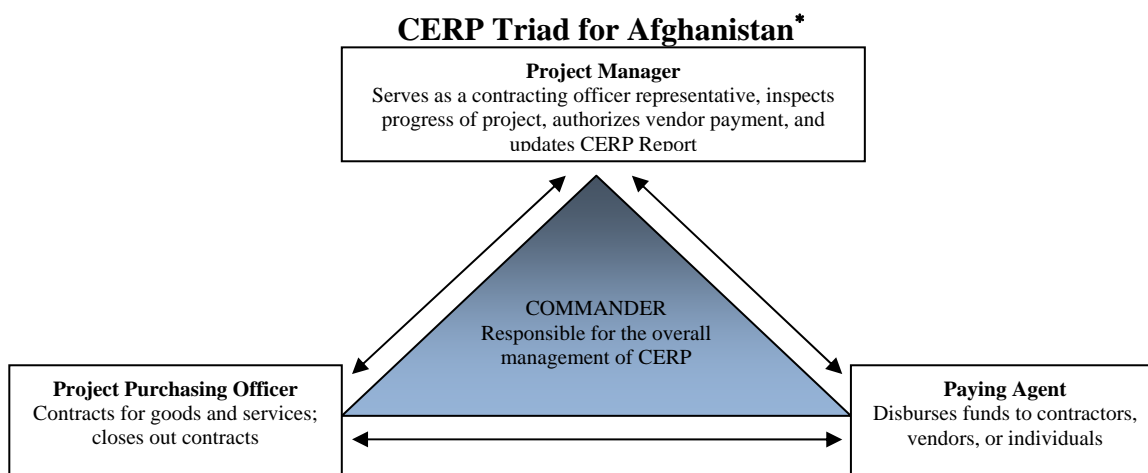 CERP Triad for Afghanistan*
Project Manager
Serves as a contracting officer representative, inspects
progress of project, authorizes vendor payment, and
updates CERP Report
COMMANDER
Responsible for the overall
management of CERP
Project Purchasing Officer
Contracts for goods and services;
closes out contracts
Paying Agent
Disburses funds to contractors,
vendors, or individuals